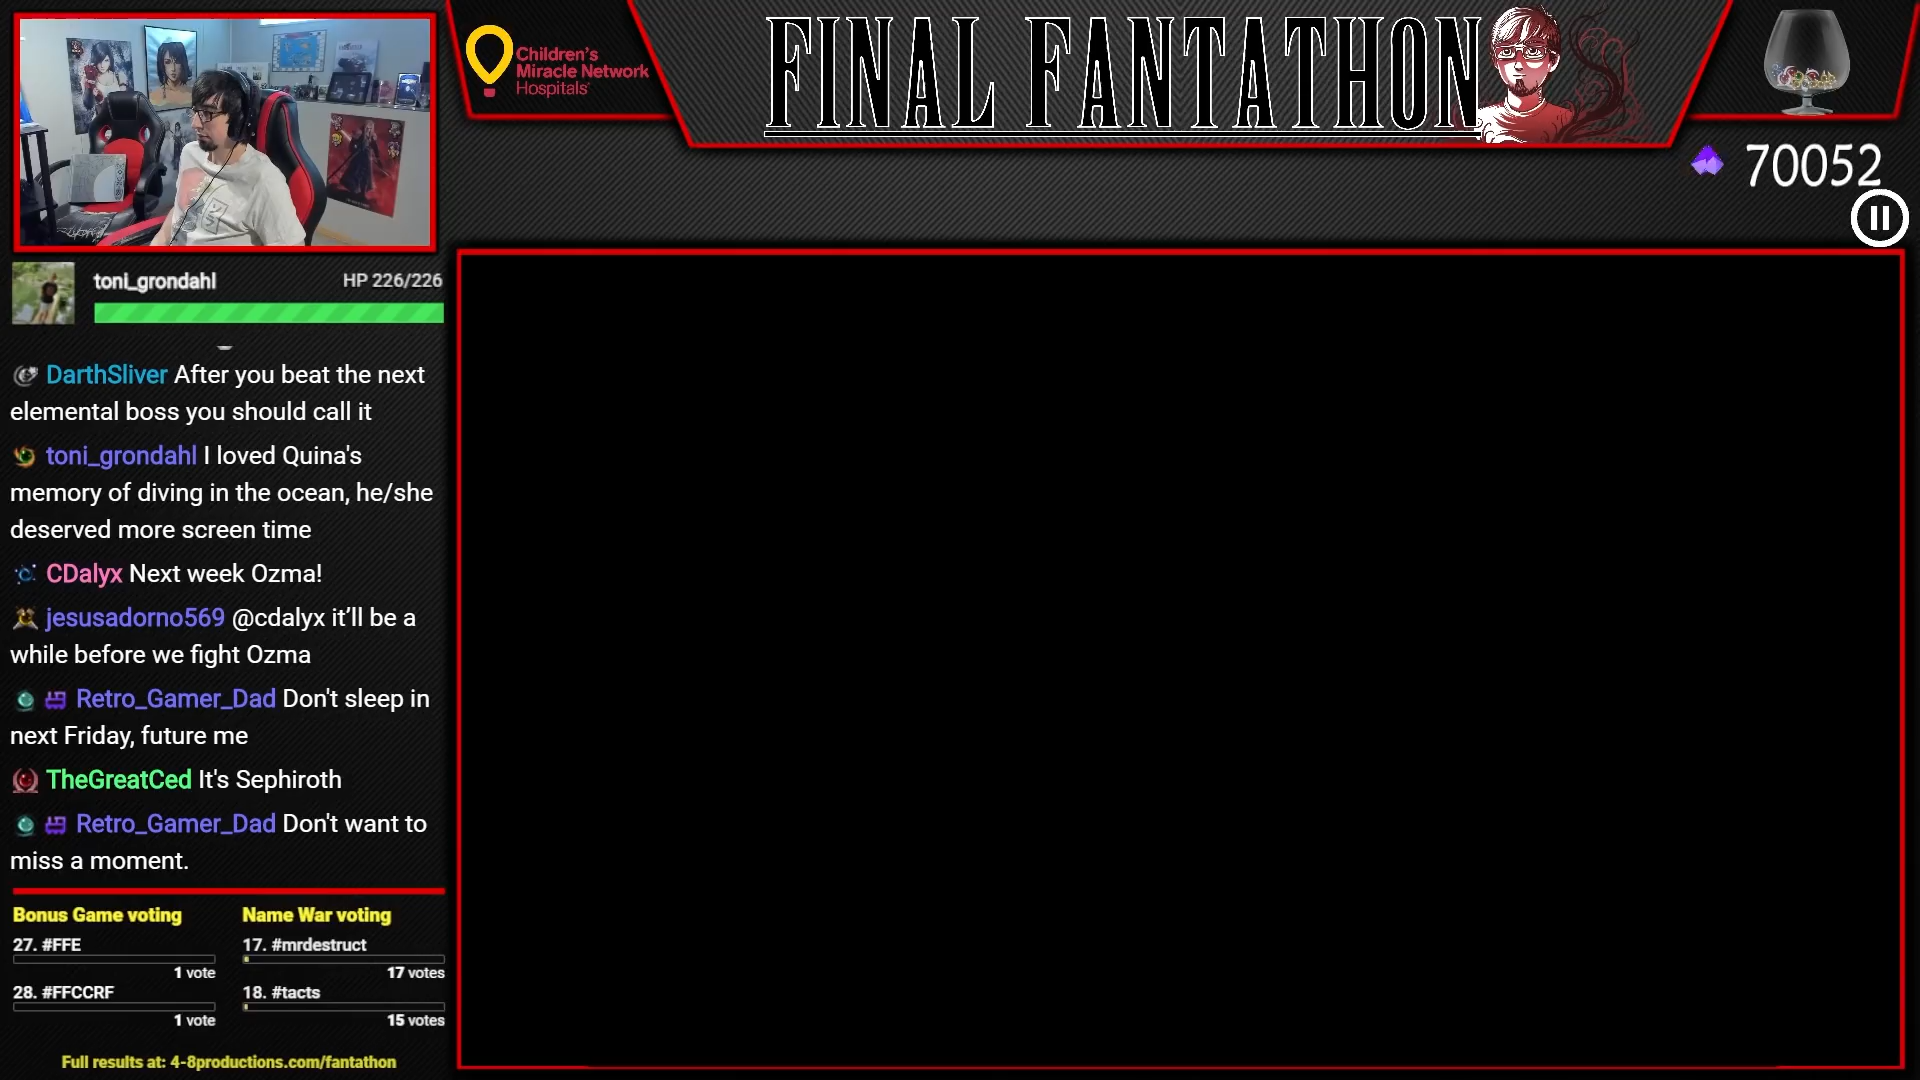 Children's
Miracle Network
Hospitals
FINAL FANTATHON
70052
toni_grondahl HP 226/226
DarthSliver After you beat the next
elemental boss you should call it
toni_grondahl I loved Quina's
memory of diving in the ocean, he/she
deserved more screen time
CDalyx Next week Ozma!
jesusadorno569 @cdalyx it’ll be a
while before we fight Ozma
Retro_Gamer_Dad Don't sleep in
next Friday, future me
TheGreatCed It's Sephiroth
Retro_Gamer_Dad Don't want to
miss a moment.
Bonus Game voting
27. #FFE
1 vote
28. #FFCCRF
1 vote
Name War voting
17. #mrdestruct
17 votes
18. #tacts
15 votes
Full results at: 4-8productions.com/fantathon